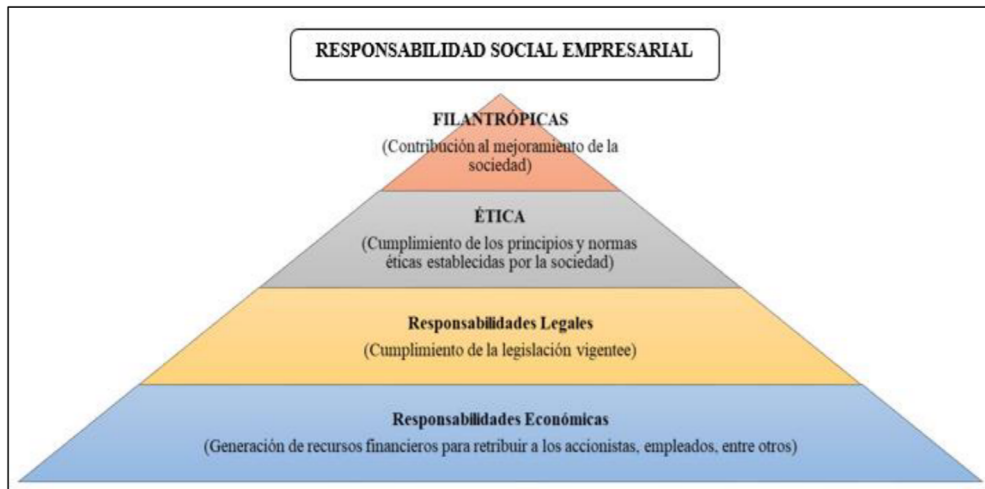 RESPONSABILIDAD SOCIAL EMPRESARIAL
FILANTRÓPICAS
(Contribución al mejoramiento de la
sociedad)
ÉTICA
(Cumplimiento de los principios y normas
éticas establecidas por la sociedad)
Responsabilidades Legales
(Cumplimiento de la legislación vigentee)
Responsabilidades Económicas
(Generación de recursos financieros para retribuir a los accionistas, empleados, entre otros)